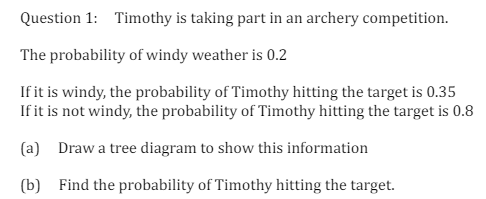 Question 1: Timothy is taking part in an archery competition.
The probability of windy weather is 0.2
If it is windy, the probability of Timothy hitting the target is 0.35
If it is not windy, the probability of Timothy hitting the target is 0.8
(a) Draw a tree diagram to show this information
(b) Find the probability of Timothy hitting the target.